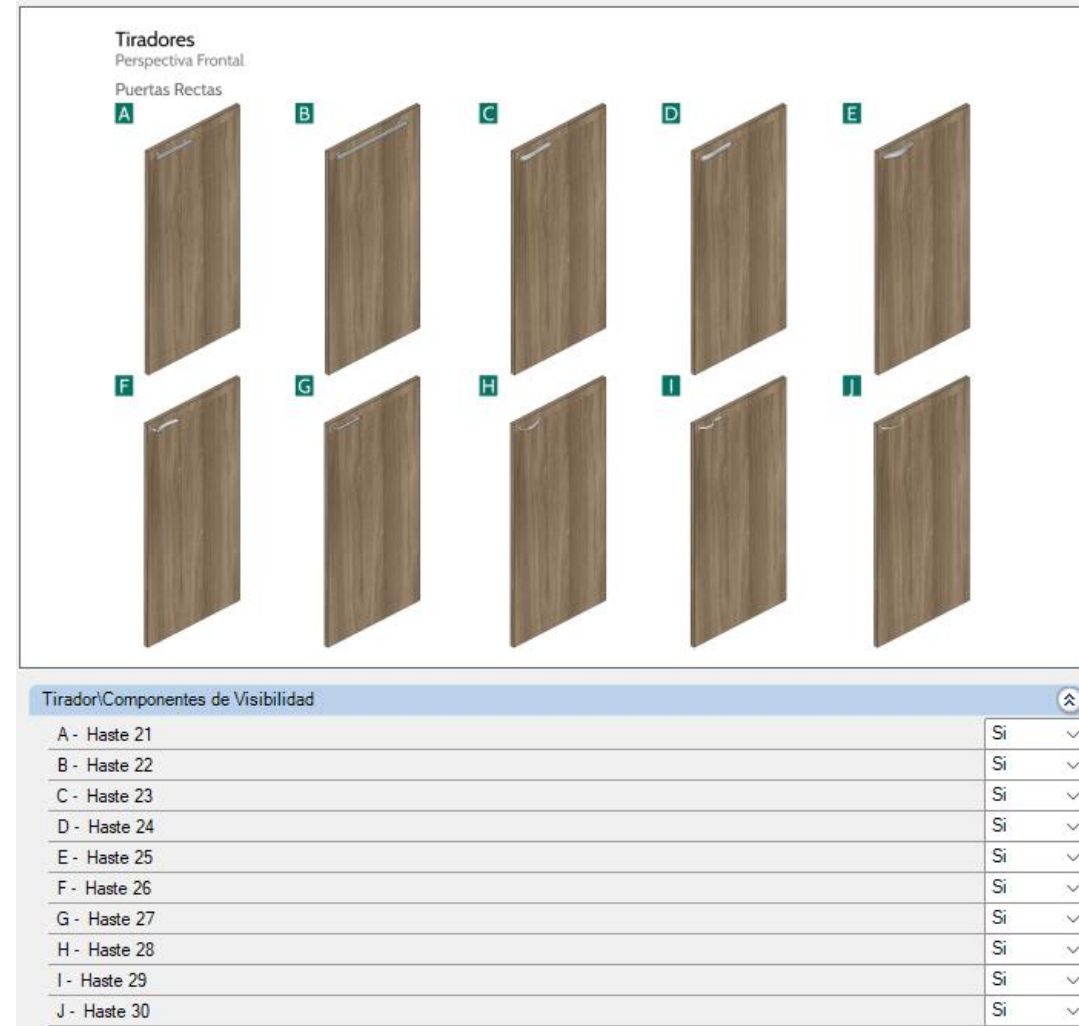 Tiradores
Perspectiva Frontal
Puertas Rectas
A B C D E
F G H I J
Tirador\Componentes de Visibilidad
A - Haste 21 Si
B - Haste 22 Si
C - Haste 23 Si
D - Haste 24 Si
E - Haste 25 Si
F - Haste 26 Si
G - Haste 27 Si
H - Haste 28 Si
I - Haste 29 Si
J - Haste 30 Si